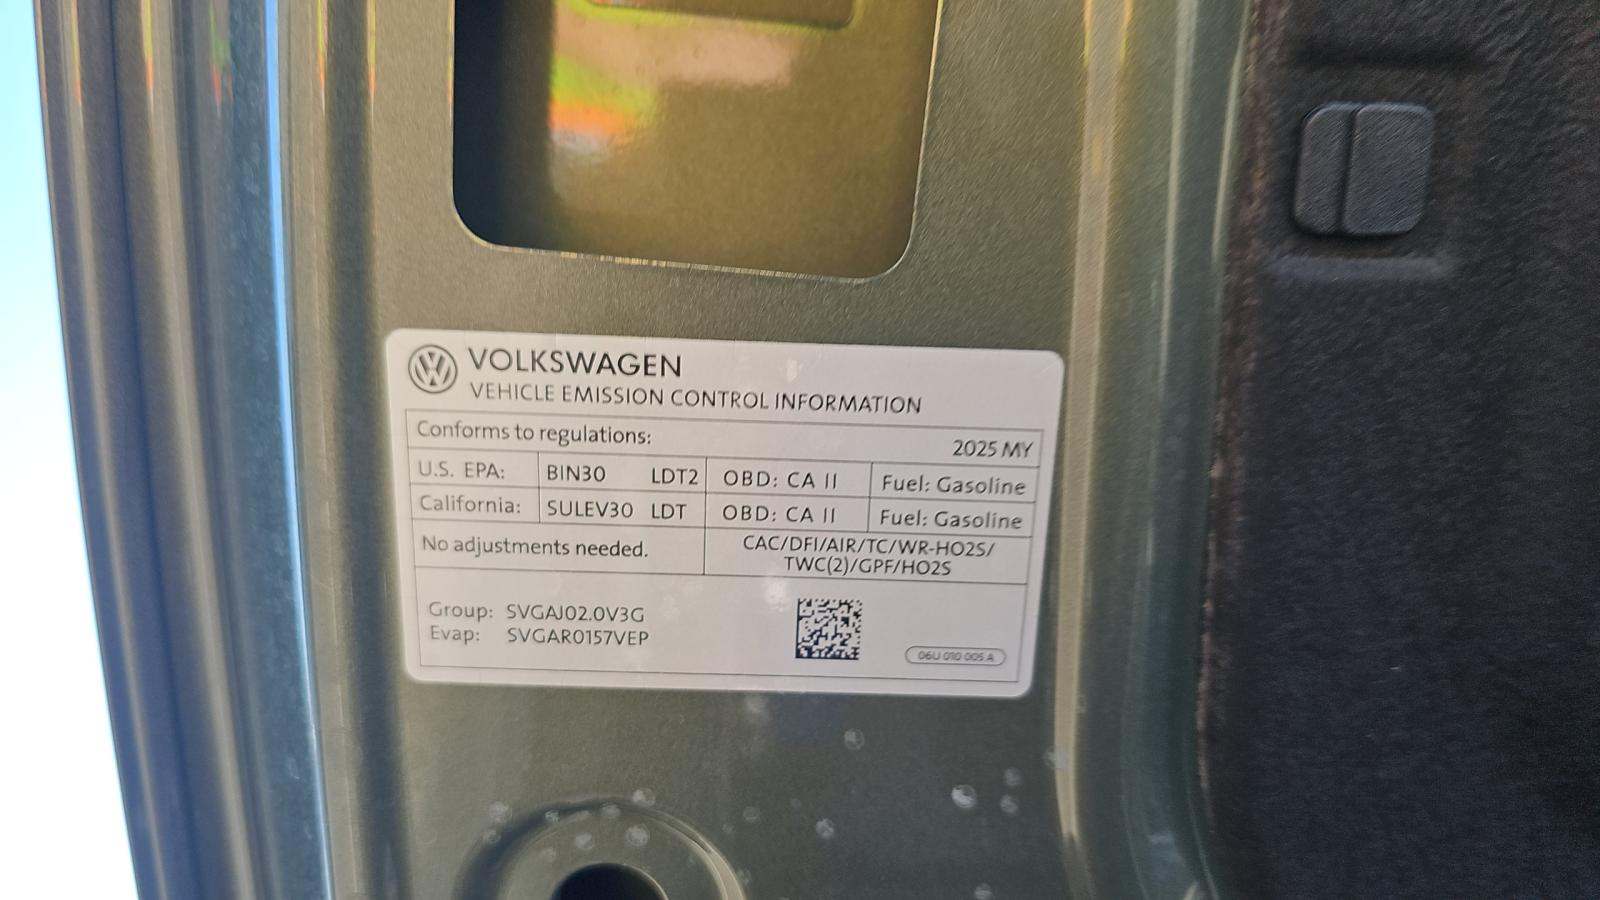 VOLKSWAGEN
VEHICLE EMISSION CONTROL INFORMATION
Conforms to regulations: 2025 MY
U.S. EPA: BIN30 LDT2 OBD: CA II Fuel: Gasoline
California: SULEV30 LDT OBD: CA II Fuel: Gasoline
No adjustments needed. CAC/DFI/AIR/TC/WR-HO2S/
TWC(2)/GPF/HO2S
Group: SVGAJ02.0V3G
Evap: SVGAR0157VEP
06U 010 005 A